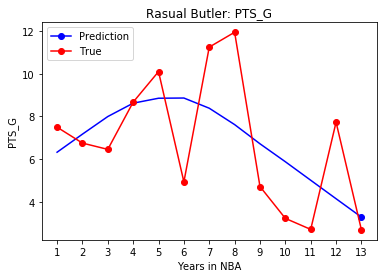 Rasual Butler: PTS_G
Prediction
True
12
10
8
6
4
PTS_G
1 2 3 4 5 6 7 8 9 10 11 12 13
Years in NBA